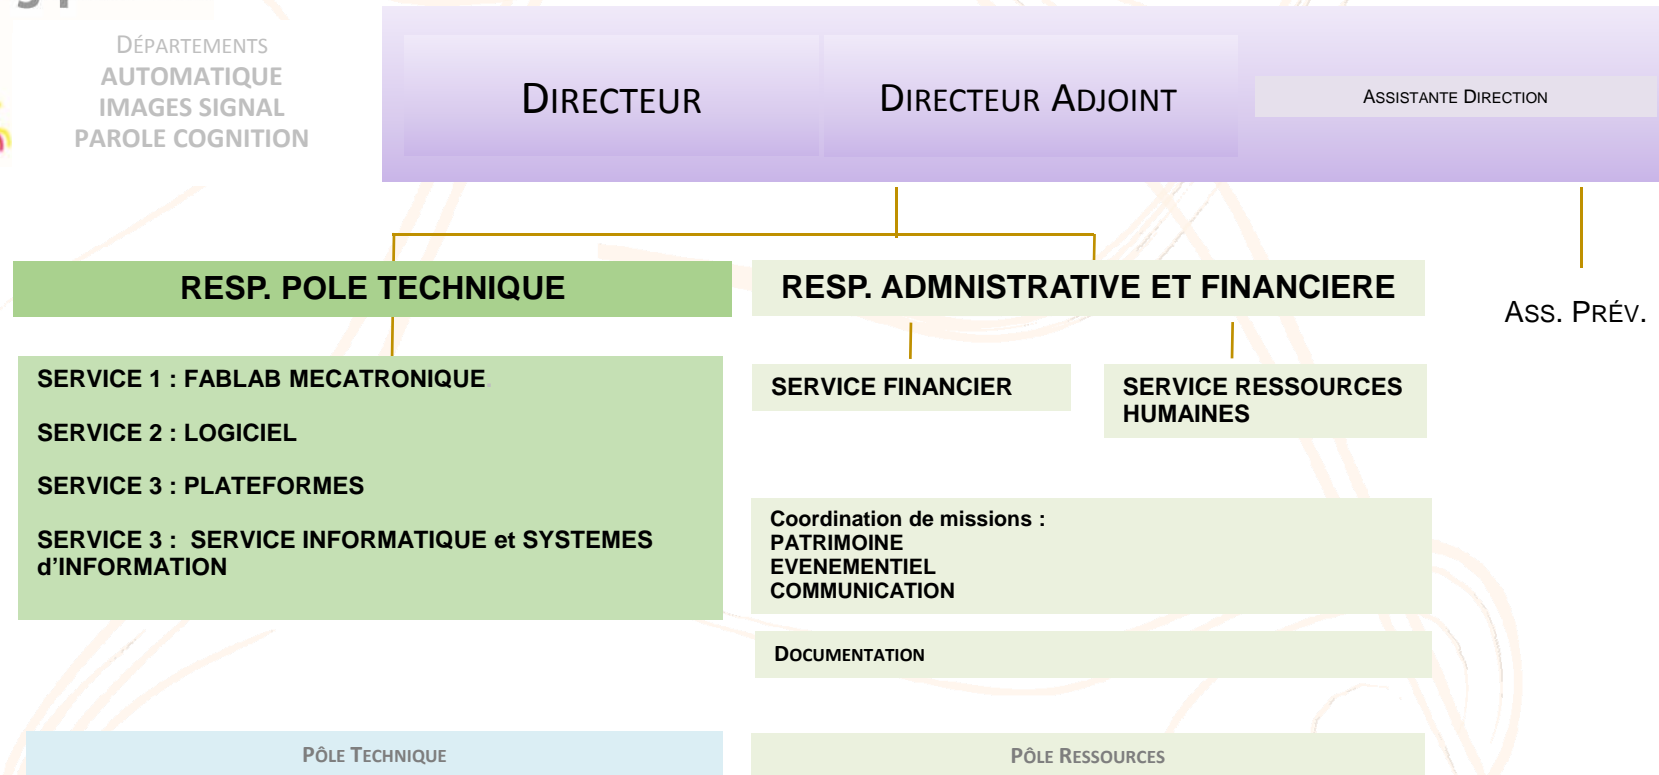 DÉPARTEMENTS
AUTOMATIQUE
IMAGES SIGNAL
PAROLE COGNITION
DIRECTEUR
DIRECTEUR ADJOINT
ASSISTANTE DIRECTION
RESP. POLE TECHNIQUE
RESP. ADMNISTRATIVE ET FINANCIERE
ASS. PRÉV.
SERVICE 1 : FABLAB MECATRONIQUE.
SERVICE 2 : LOGICIEL
SERVICE 3 : PLATEFORMES
SERVICE 3 : SERVICE INFORMATIQUE et SYSTEMES
d'INFORMATION
SERVICE FINANCIER
SERVICE RESSOURCES
HUMAINES
Coordination de missions :
PATRIMOINE
EVENEMENTIEL
COMMUNICATION
DOCUMENTATION
PÔLE TECHNIQUE
PÔLE RESSOURCES